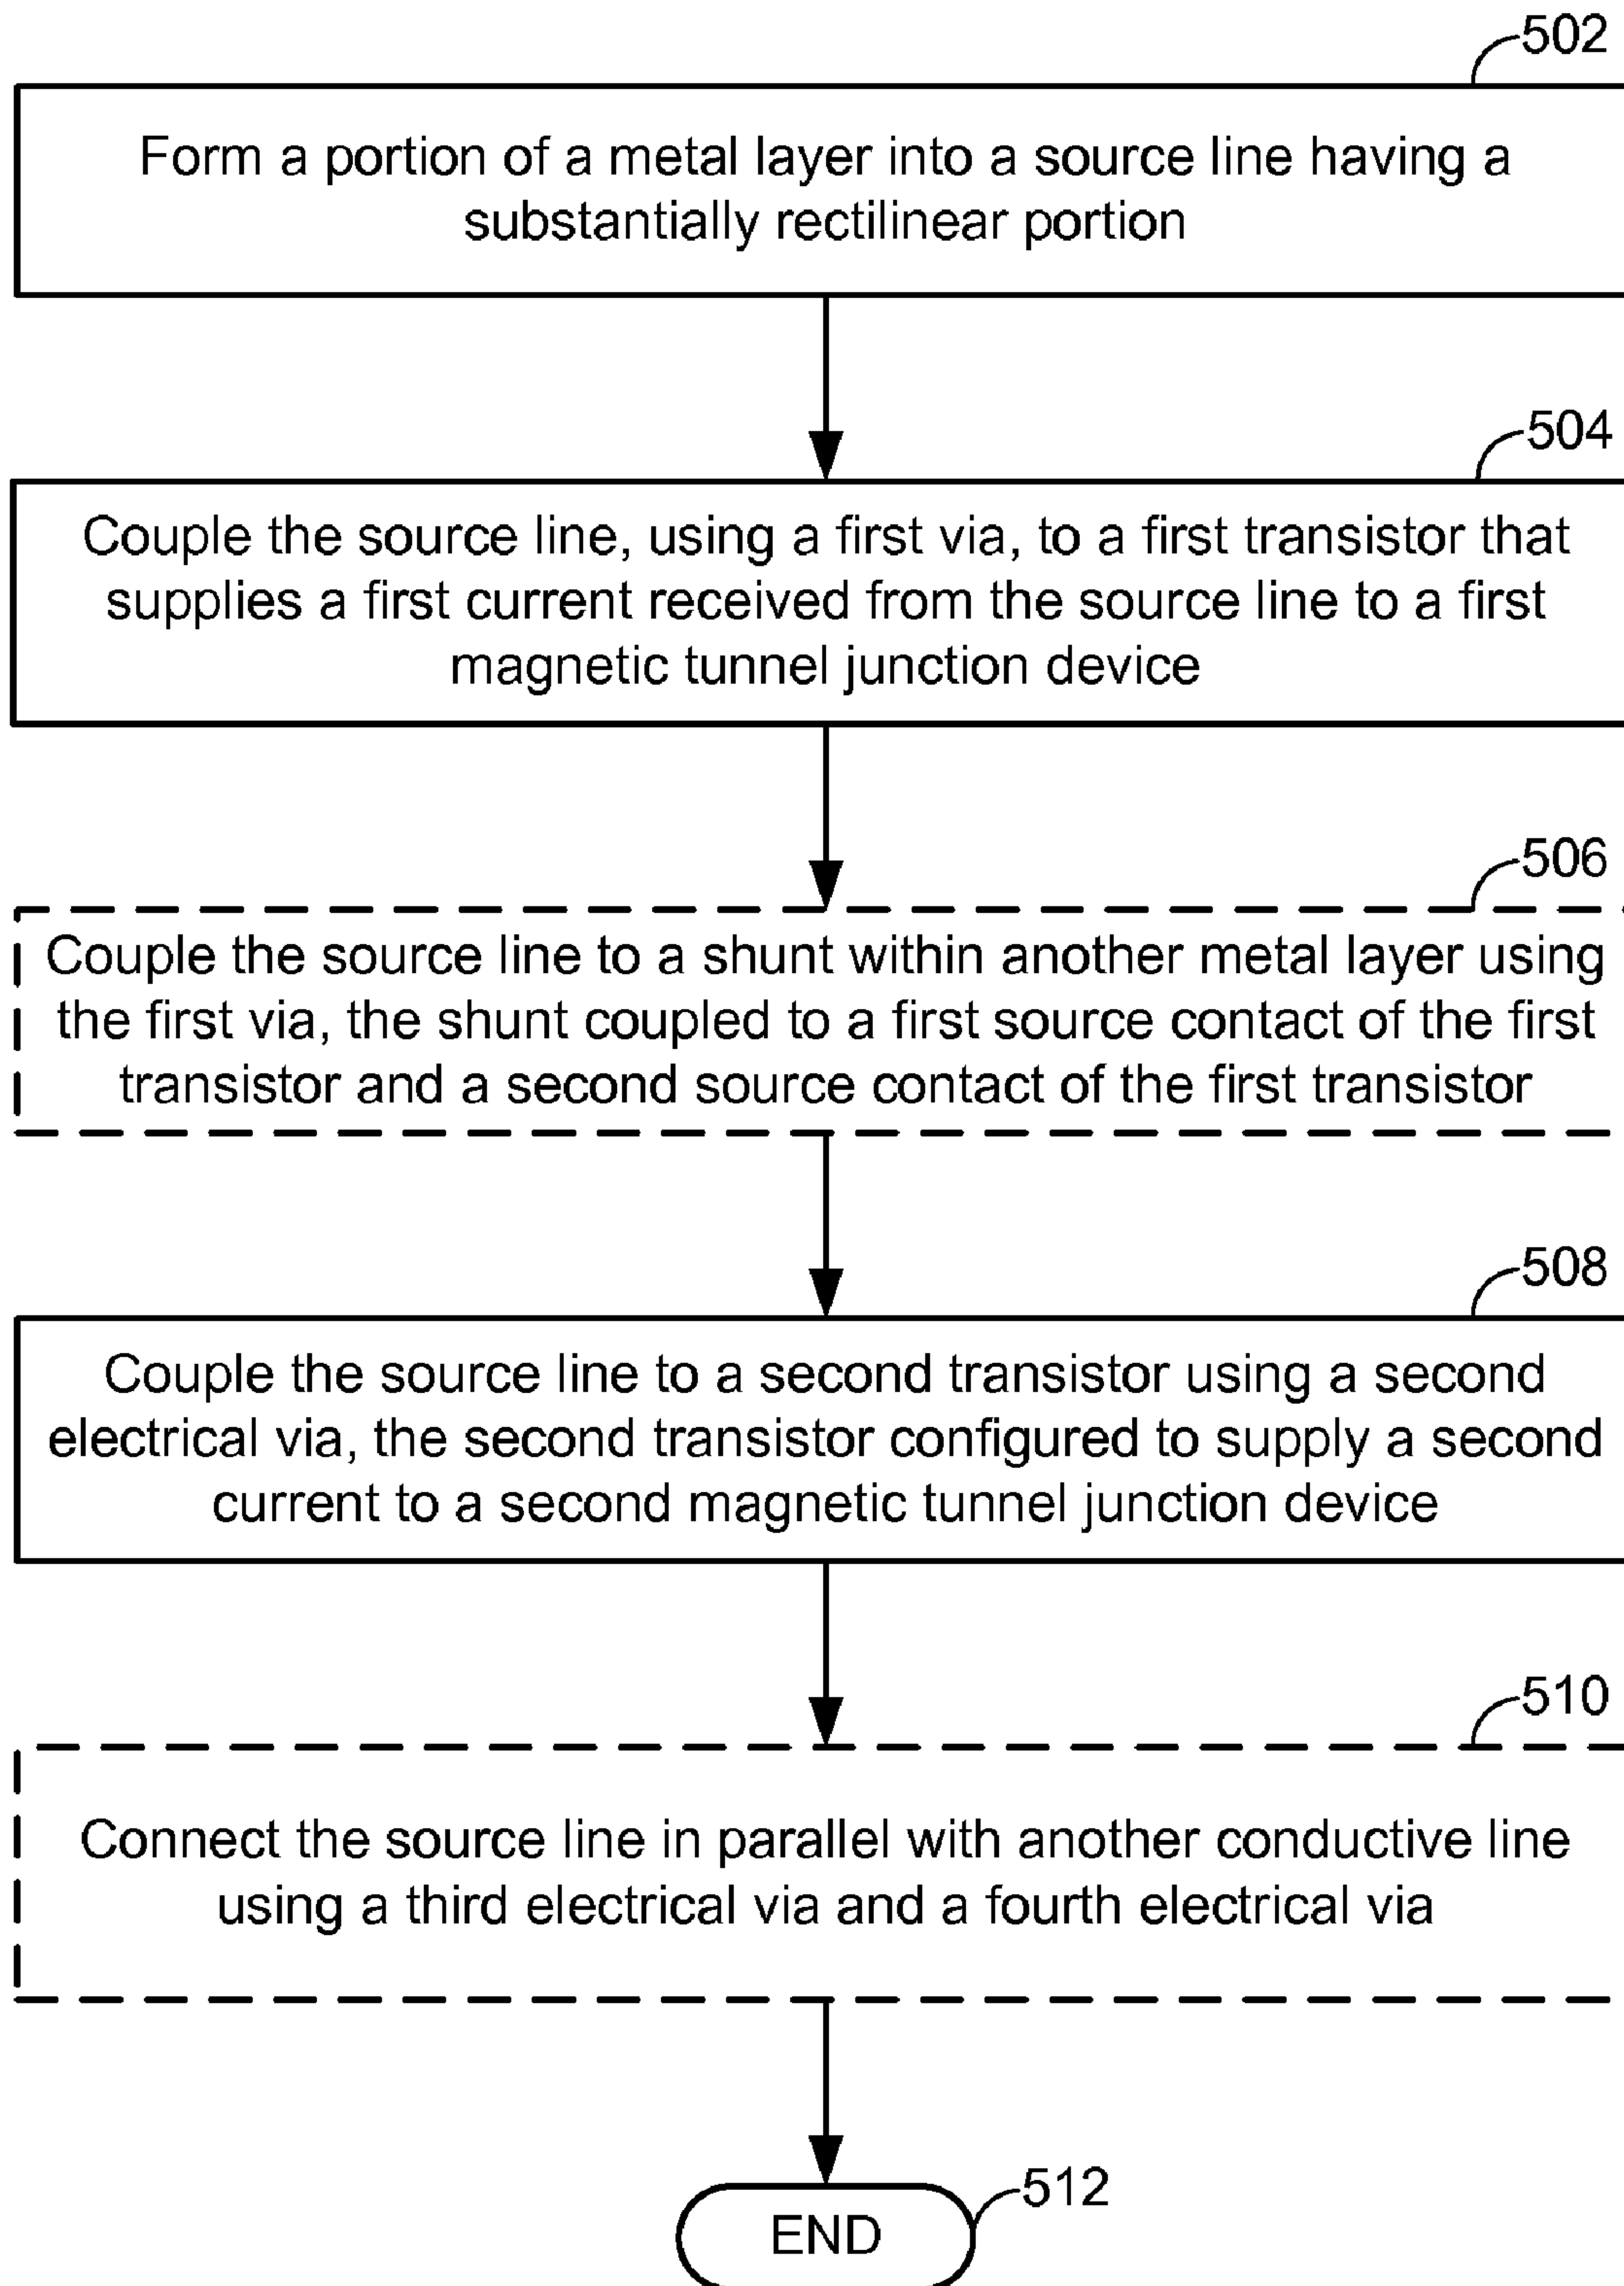 502
Form a portion of a metal layer into a source line having a
substantially rectilinear portion
504
Couple the source line, using a first via, to a first transistor that
supplies a first current received from the source line to a first
magnetic tunnel junction device
506
Couple the source line to a shunt within another metal layer using
the first via, the shunt coupled to a first source contact of the first
transistor and a second source contact of the first transistor
508
Couple the source line to a second transistor using a second
electrical via, the second transistor configured to supply a second
current to a second magnetic tunnel junction device
510
Connect the source line in parallel with another conductive line
using a third electrical via and a fourth electrical via
512
END